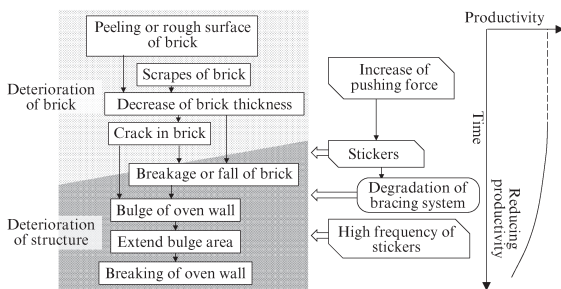 Productivity
Peeling or rough surface
of brick
Scrapes of brick
Deterioration
of brick
Decrease of brick thickness
Crack in brick
Breakage or fall of brick
Bulge of oven wall
Deterioration
of structure
Extend bulge area
Breaking of oven wall
Increase of
pushing force
Stickers
Degradation of
bracing system
High frequency of
stickers
Time
Reducing
productivity